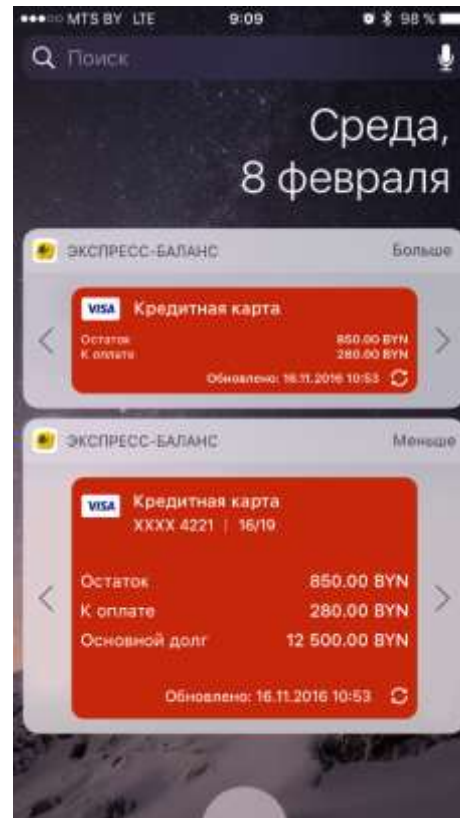 MTS BY LTE 9:09 98 %
Поиск
Среда,
8 февраля
ЭКСПРЕСС-БАЛАНС Больше
VISA Кредитная карта
Остаток 850.00 BYN
К оплате 280.00 BYN
Обновлено: 16.11.2016 10:53
ЭКСПРЕСС-БАЛАНС Меньше
VISA Кредитная карта
XXXX 4221 | 16/19
Остаток 850.00 BYN
К оплате 280.00 BYN
Основной долг 12 500.00 BYN
Обновлено: 16.11.2016 10:53